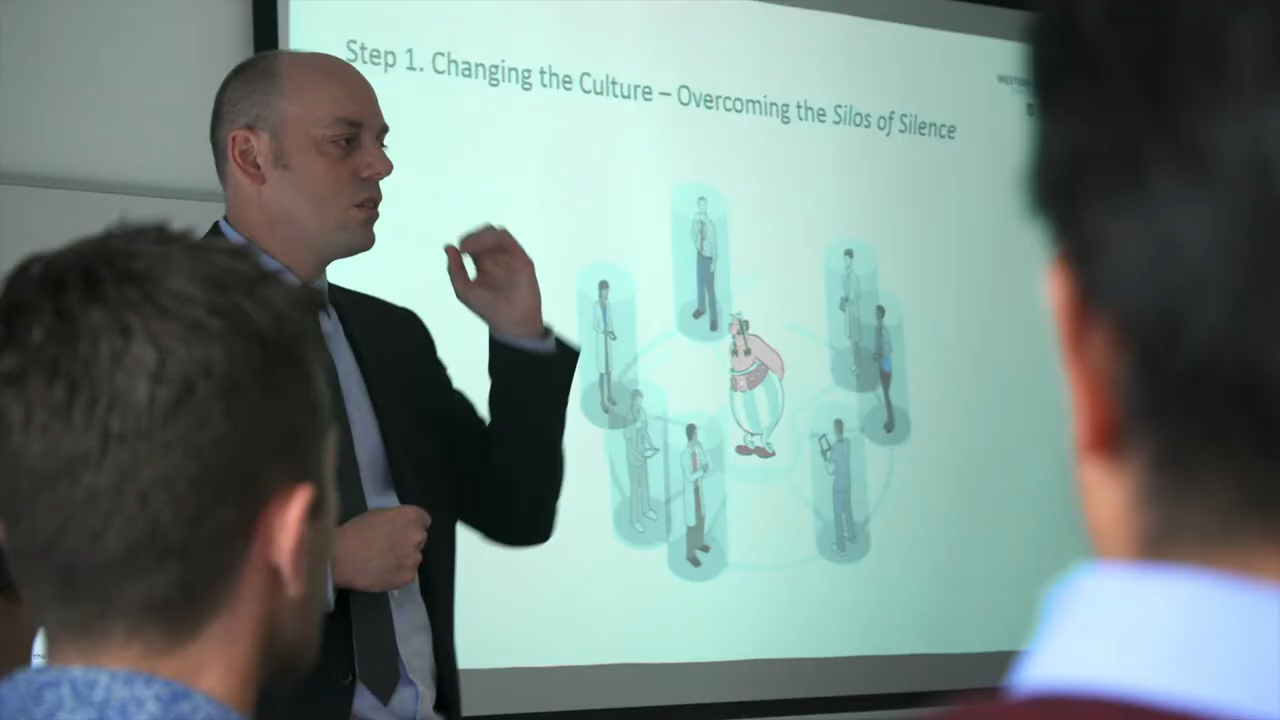 Step 1. Changing the Culture – Overcoming the Silos of Silence